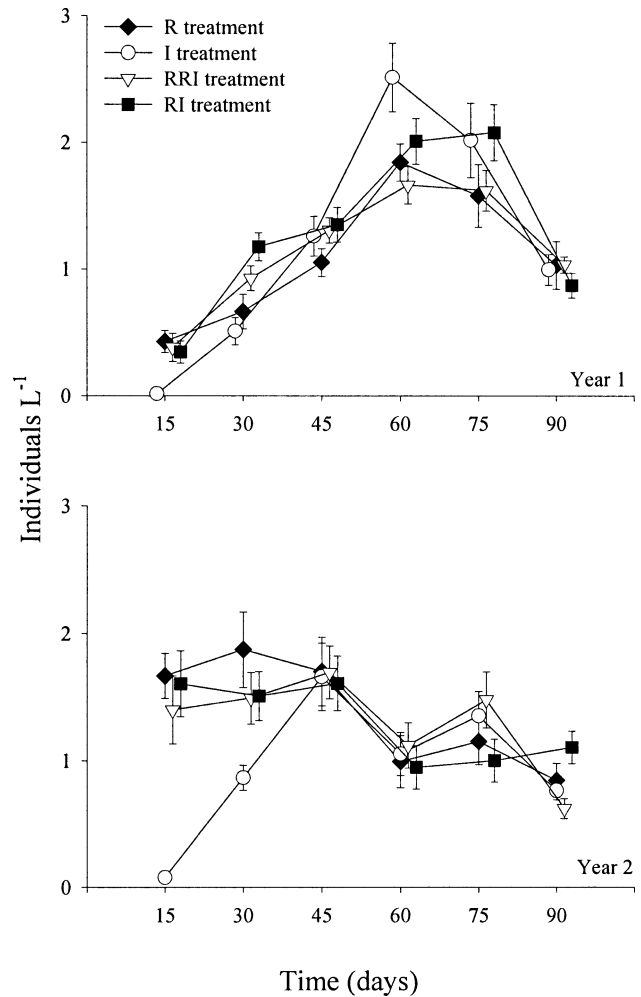 3
R treatment
I treatment
RRI treatment
RI treatment
2
1
Year 1
0
15 30 45 60 75 90
Individuals L⁻¹
3
2
1
Year 2
0
15 30 45 60 75 90
Time (days)